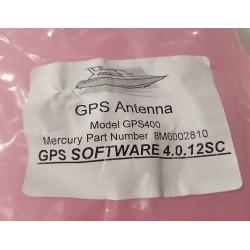 GPS Antenna
Model GPS400
Mercury Part Number 8M6002810
GPS SOFTWARE 4.0.12SC